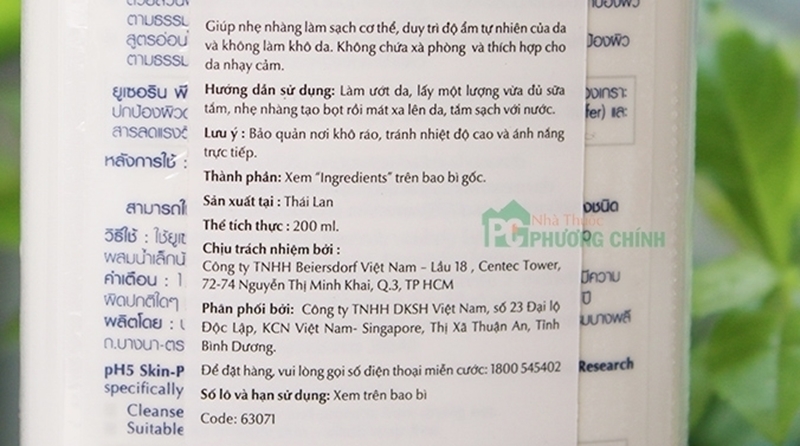 Giúp nhẹ nhàng làm sạch cơ thể, duy trì độ ẩm tự nhiên của da
và không làm khô da. Không chứa xà phòng và thích hợp cho
da nhạy cảm.
Hướng dẫn sử dụng: Làm ướt da, lấy một lượng vừa đủ sữa
tắm, nhẹ nhàng tạo bọt rồi mát xa lên da, tắm sạch với nước.
Lưu ý : Bảo quản nơi khô ráo, tránh nhiệt độ cao và ánh nắng
trực tiếp.
Thành phần: Xem "Ingredients" trên bao bì gốc.
Sản xuất tại : Thái Lan
Thể tích thực : 200 ml.
Chịu trách nhiệm bởi :
Công ty TNHH Beiersdorf Việt Nam – Lầu 18 , Centec Tower,
72-74 Nguyễn Thị Minh Khai, Q.3, TP HCM
Phân phối bởi: Công ty TNHH DKSH Việt Nam, số 23 Đại lộ
Độc Lập, KCN Việt Nam- Singapore, Thị Xã Thuận An, Tỉnh
Bình Dương.
Để đặt hàng, vui lòng gọi số điện thoại miễn cước: 1800 545402
Số lô và hạn sử dụng: Xem trên bao bì
Code: 63071
ตามธรรม
สูตรอ่อน
ตามธรรม
ยูเซอริน
ปกป้องผิว
สารลดแรง
หลังการใช้ :
สามารถ
วิธีใช้ : ใช้ยู
ผสมน้ำเล็กน้
คำเตือน : 1
ผิดปกติใดๆ
ผลิตโดย :
ถ.บางนา-ตร
pH5 Skin-P
specifically
Cleanse
Suitable
ปกป้องผิว
และ
มีความ
มบางพลี
Research
Nhà Thuốc
PC PHƯƠNG CHÍNH